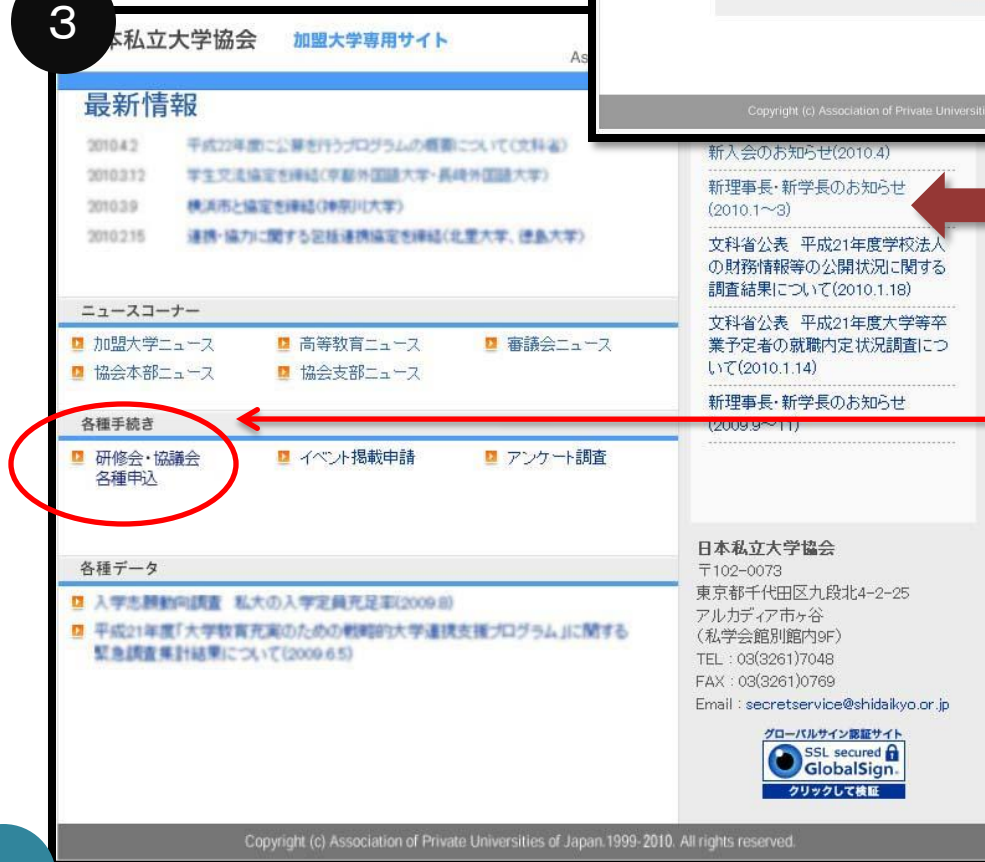 3
本私立大学協会 加盟大学専用サイト
As
Copyright (c) Association of Private Universiti
最新情報
2010.4.2 平成22年度に公募を行うプログラムの概要について(文科省)
2010.3.12 学生交流協定を締結(京都外国語大学・長崎外国語大学)
2010.3.9 横浜市と協定を締結(神奈川大学)
2010.2.15 連携・協力に関する包括連携協定を締結(北里大学、徳島大学)
ニュースコーナー
加盟大学ニュース 高等教育ニュース 審議会ニュース
協会本部ニュース 協会支部ニュース
各種手続き
研修会・協議会 イベント掲載申請 アンケート調査
各種申込
各種データ
入学志願動向調査 私大の入学定員充足率(2009.8)
平成21年度「大学教育充実のための戦略的大学連携支援プログラム」に関する
緊急調査集計結果について(2009.6.5)
新入会のお知らせ(2010.4)
新理事長・新学長のお知らせ
(2010.1～3)
文科省公表 平成21年度学校法人
の財務情報等の公開状況に関する
調査結果について(2010.1.18)
文科省公表 平成21年度大学等卒
業予定者の就職内定状況調査につ
いて(2010.1.14)
新理事長・新学長のお知らせ
(2009.9～11)
日本私立大学協会
〒102-0073
東京都千代田区九段北4-2-25
アルカディア市ヶ谷
(私学会館別館内9F)
TEL : 03(3261)7048
FAX : 03(3261)0769
Email : secretservice@shidaikyo.or.jp
グローバルサイン認証サイト
SSL secured
GlobalSign.
クリックして検証
Copyright (c) Association of Private Universities of Japan.1999-2010. All rights reserved.